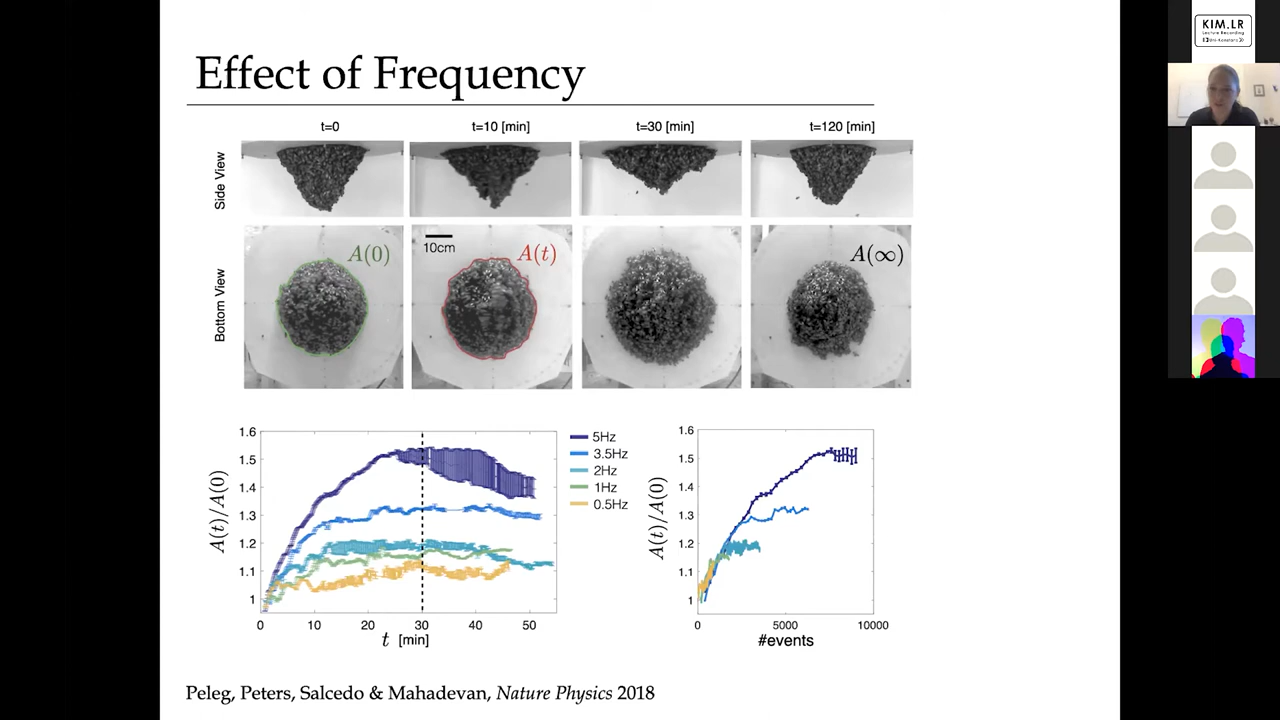 Effect of Frequency
t=0
t=10 [min]
t=30 [min]
t=120 [min]
Side View
Bottom View
A(0)
10cm
A(t)
A(∞)
A(t)/A(0)
1.6
1.5
1.4
1.3
1.2
1.1
1
0
10
20
30
40
50
t [min]
5Hz
3.5Hz
2Hz
1Hz
0.5Hz
A(t)/A(0)
1.6
1.5
1.4
1.3
1.2
1.1
1
0
5000
10000
#events
Peleg, Peters, Salcedo & Mahadevan, Nature Physics 2018
KIM.LR
Lecture Recording